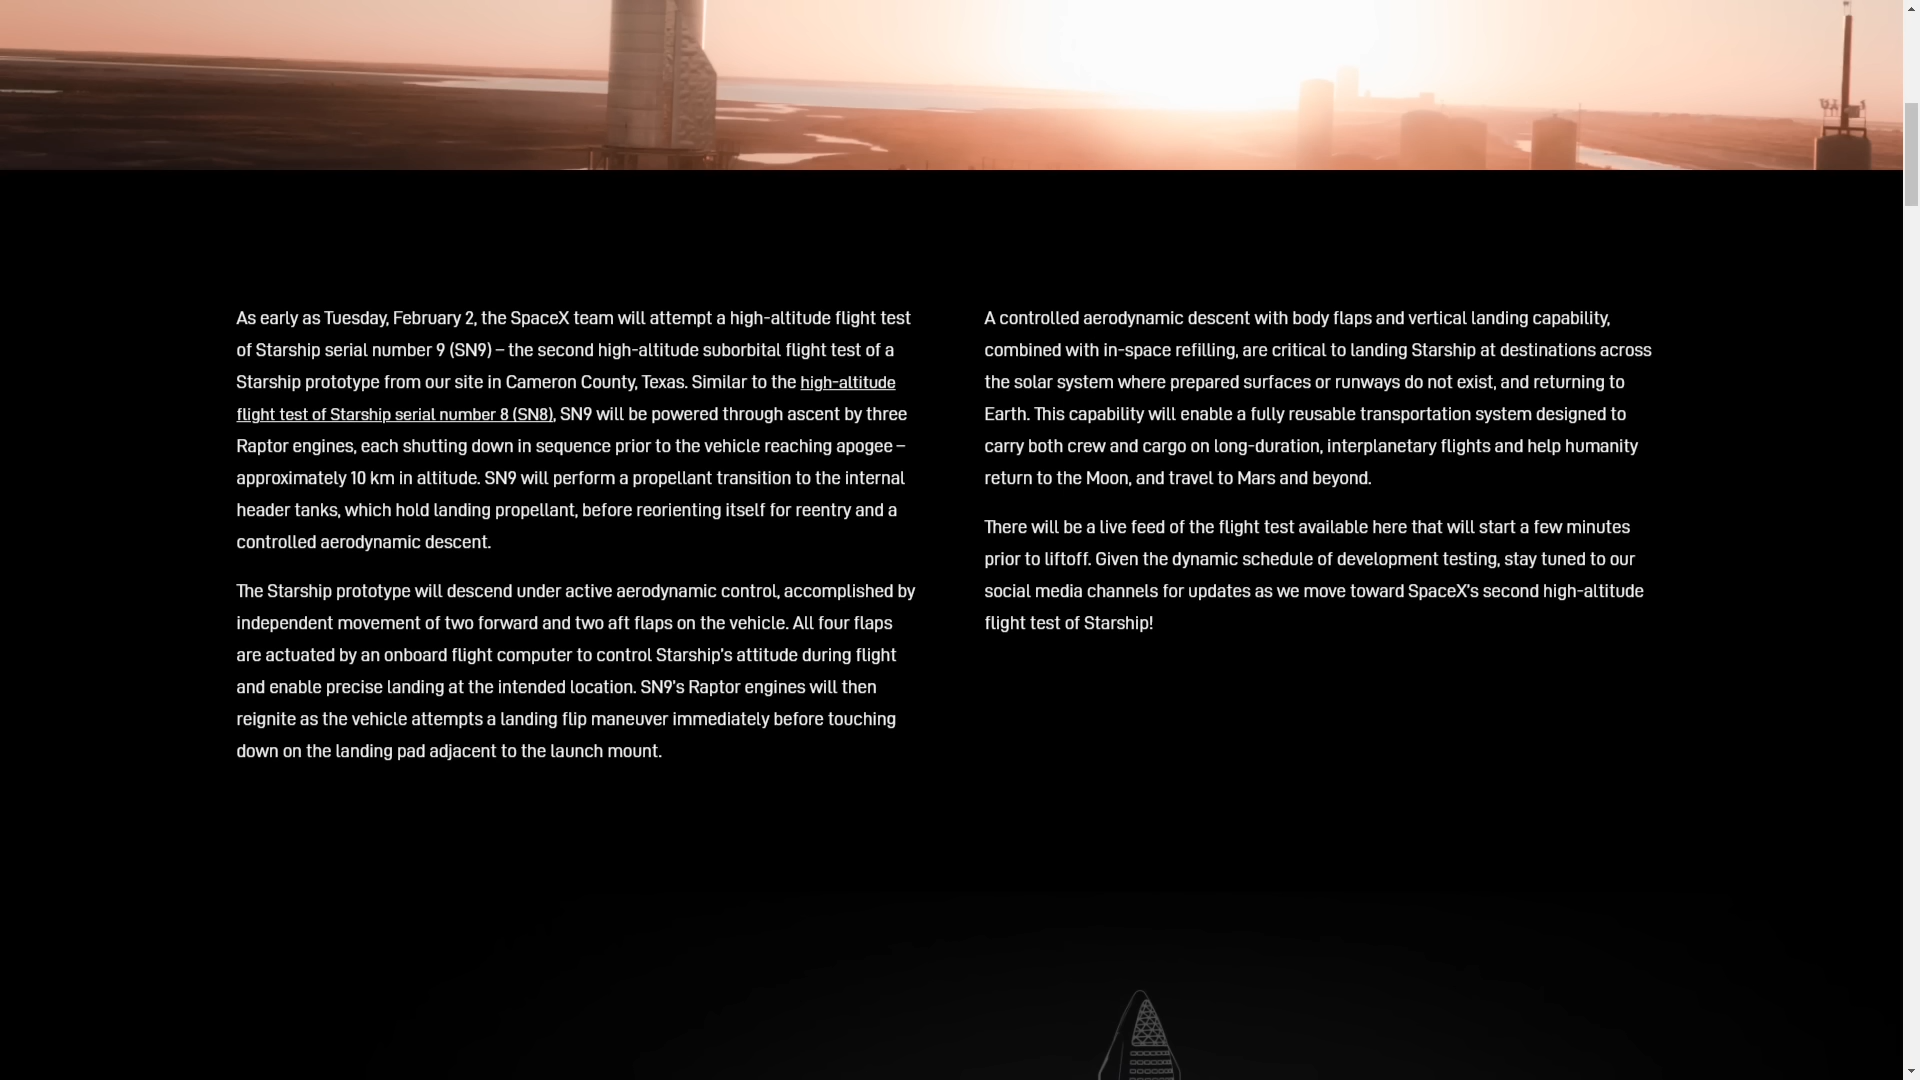 As early as Tuesday, February 2, the SpaceX team will attempt a high-altitude flight test
of Starship serial number 9 (SN9) – the second high-altitude suborbital flight test of a
Starship prototype from our site in Cameron County, Texas. Similar to the high-altitude
flight test of Starship serial number 8 (SN8), SN9 will be powered through ascent by three
Raptor engines, each shutting down in sequence prior to the vehicle reaching apogee –
approximately 10 km in altitude. SN9 will perform a propellant transition to the internal
header tanks, which hold landing propellant, before reorienting itself for reentry and a
controlled aerodynamic descent.
The Starship prototype will descend under active aerodynamic control, accomplished by
independent movement of two forward and two aft flaps on the vehicle. All four flaps
are actuated by an onboard flight computer to control Starship's attitude during flight
and enable precise landing at the intended location. SN9's Raptor engines will then
reignite as the vehicle attempts a landing flip maneuver immediately before touching
down on the landing pad adjacent to the launch mount.
A controlled aerodynamic descent with body flaps and vertical landing capability,
combined with in-space refilling, are critical to landing Starship at destinations across
the solar system where prepared surfaces or runways do not exist, and returning to
Earth. This capability will enable a fully reusable transportation system designed to
carry both crew and cargo on long-duration, interplanetary flights and help humanity
return to the Moon, and travel to Mars and beyond.
There will be a live feed of the flight test available here that will start a few minutes
prior to liftoff. Given the dynamic schedule of development testing, stay tuned to our
social media channels for updates as we move toward SpaceX's second high-altitude
flight test of Starship!